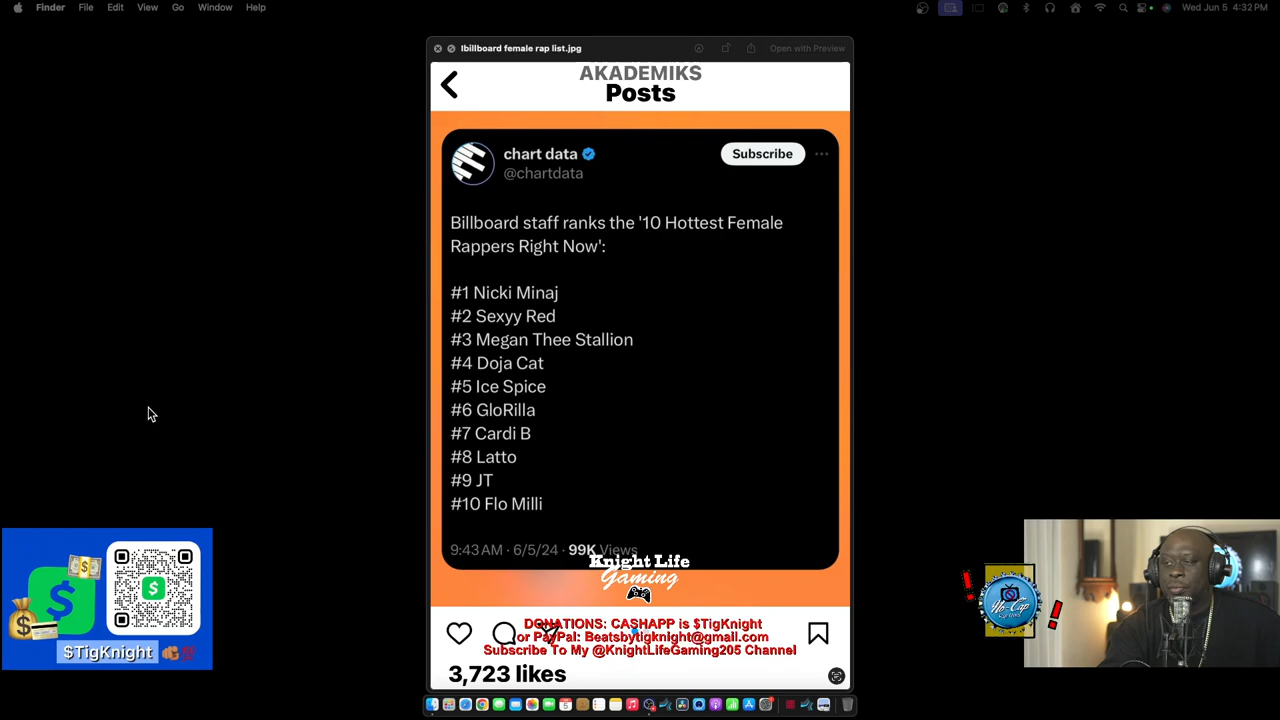 Finder File Edit View Go Window Help
Wed Jun 5 4:32 PM
lbillboard female rap list.jpg
Open with Preview
AKADEMIKS
Posts
chart data
@chartdata
Subscribe
Billboard staff ranks the '10 Hottest Female
Rappers Right Now':
#1 Nicki Minaj
#2 Sexyy Red
#3 Megan Thee Stallion
#4 Doja Cat
#5 Ice Spice
#6 GloRilla
#7 Cardi B
#8 Latto
#9 JT
#10 Flo Milli
9:43 AM · 6/5/24 · 99K Views
Knight Life
Gaming
DONATIONS: CASHAPP is $TigKnight
or PayPal: Beatsbytigknight@gmail.com
Subscribe To My @KnightLifeGaming205 Channel
3,723 likes
$TigKnight
No-Cap